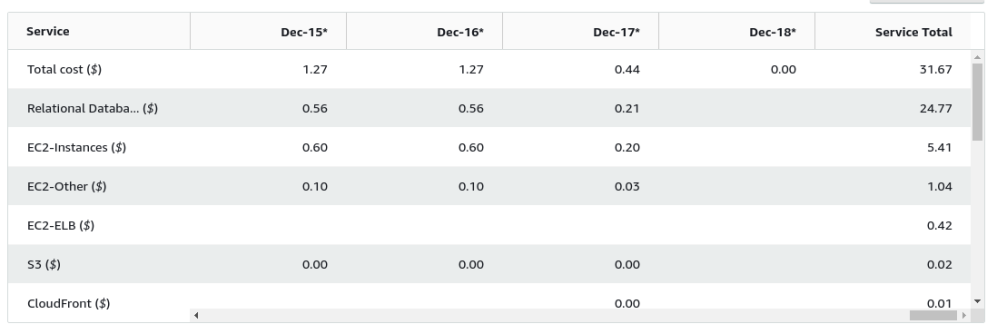 Service Dec-15* Dec-16* Dec-17* Dec-18* Service Total
Total cost ($) 1.27 1.27 0.44 0.00 31.67
Relational Databa... ($) 0.56 0.56 0.21 24.77
EC2-Instances ($) 0.60 0.60 0.20 5.41
EC2-Other ($) 0.10 0.10 0.03 1.04
EC2-ELB ($) 0.42
S3 ($) 0.00 0.00 0.00 0.02
CloudFront ($) 0.00 0.01